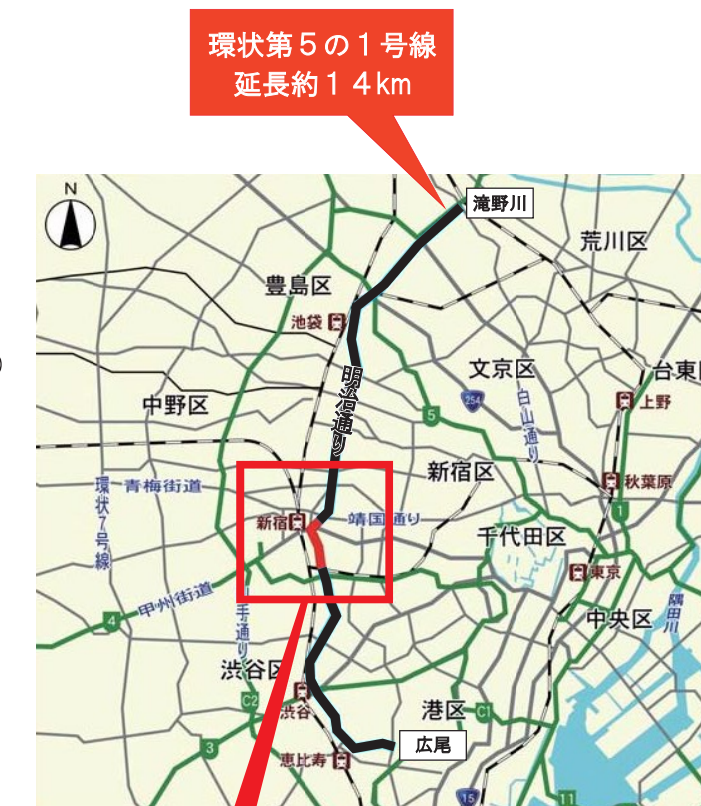 環状第５の１号線
延長約１４km
N
滝野川
荒川区
豊島区
池袋
文京区
台東
明治通り
中野区
254
白山通り
上野
5
新宿区
環状7号線
青梅街道
秋葉原
新宿
靖国通り
千代田区
1
東京
甲州街道
4
手通り
中央区
隅田川
渋谷区
C2
渋谷
港区
C1
3
恵比寿
広尾
15
11